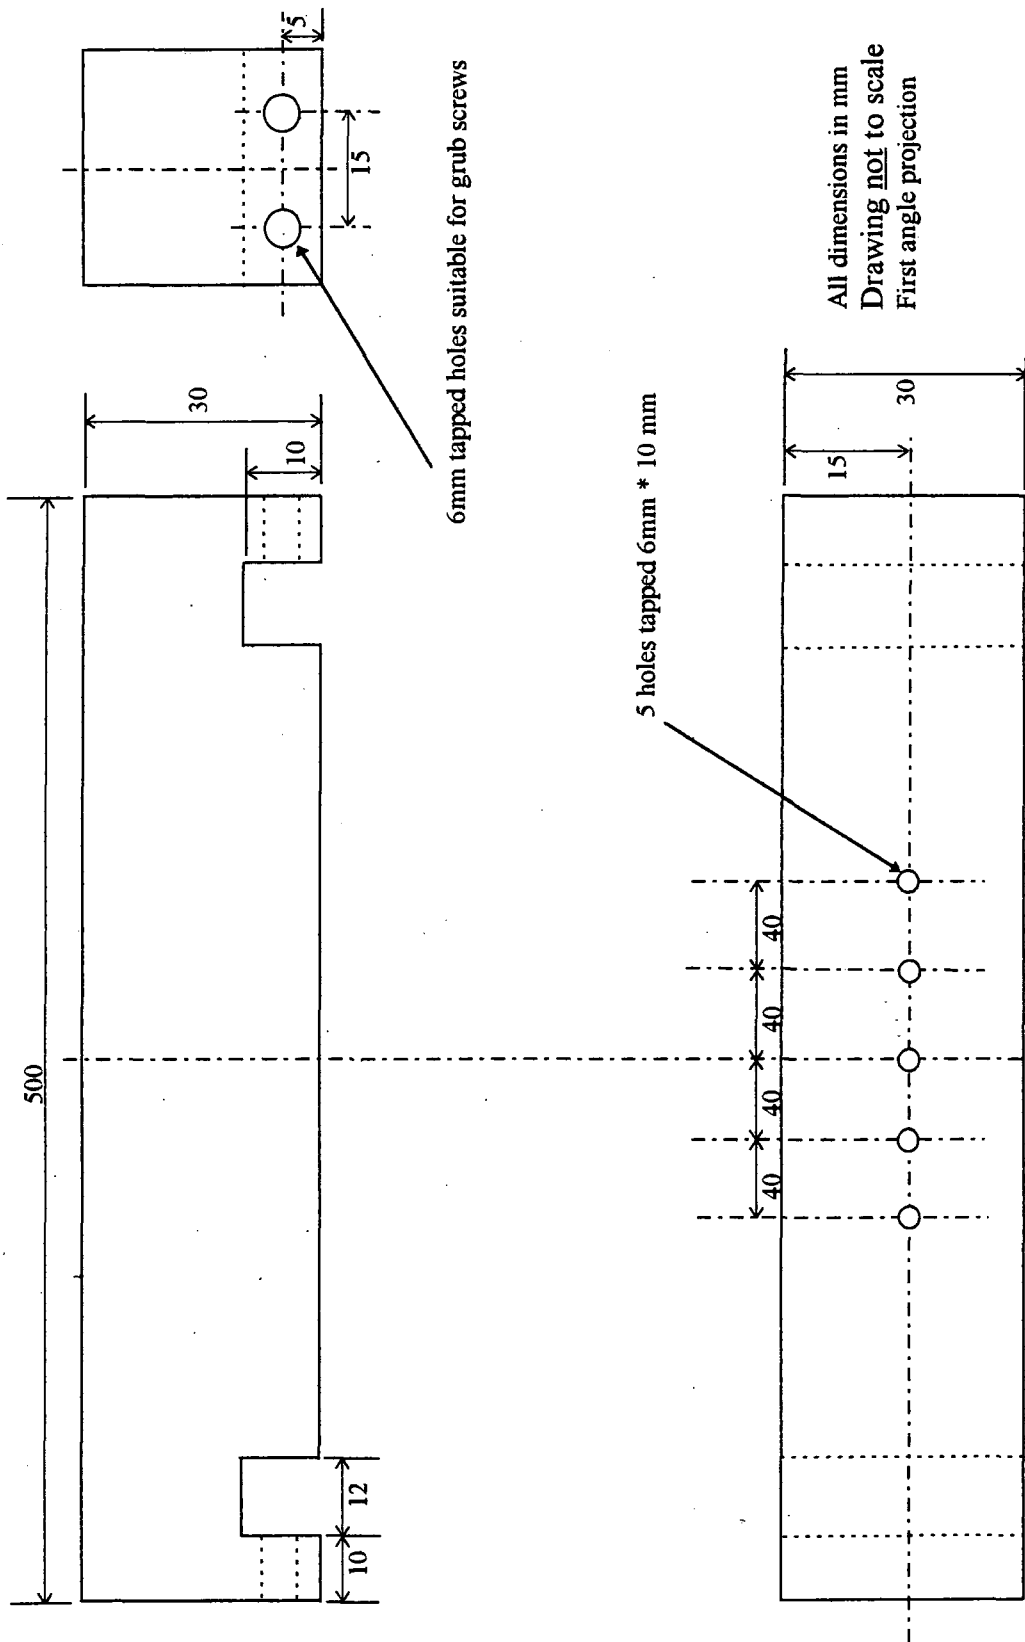 500
30
10
5
15
6mm tapped holes suitable for grub screws
10
12
5 holes tapped 6mm * 10 mm
40
40
40
40
15
30
All dimensions in mm
Drawing not to scale
First angle projection